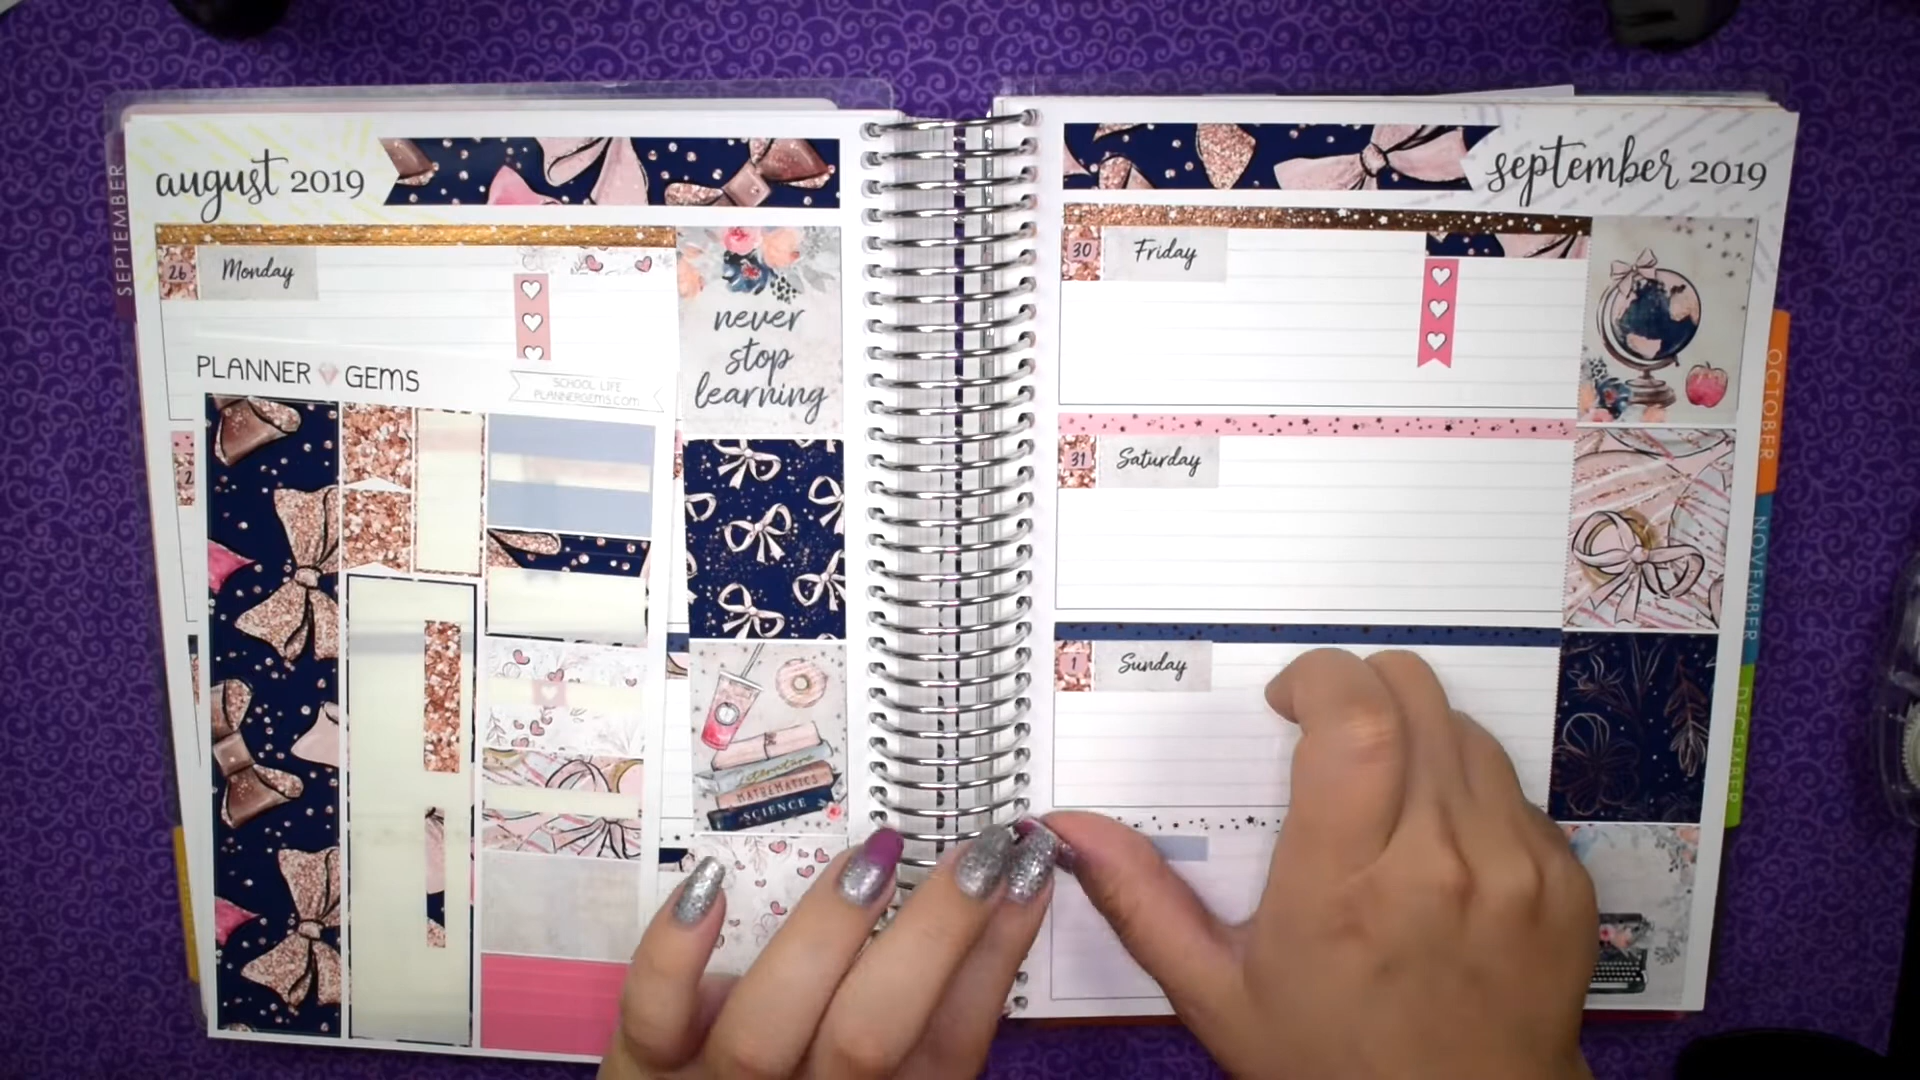 SEPTEMBER
august 2019
26 Monday
never
stop
learning
PLANNER GEMS
SCHOOL LIFE
PLANNERGEMS.COM
2
MATHEMATICS
SCIENCE
september 2019
30 Friday
31 Saturday
1 Sunday
OCTOBER
NOVEMBER
DECEMBER